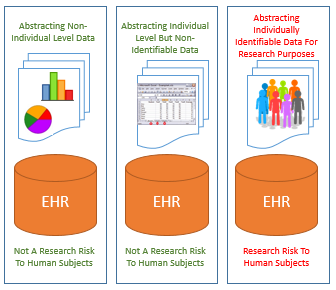 Abstracting Non-
Individual Level Data
EHR
Not A Research Risk
To Human Subjects
Abstracting Individual
Level But Non-
Identifiable Data
EHR
Not A Research Risk
To Human Subjects
Abstracting
Individually
Identifiable Data For
Research Purposes
EHR
Research Risk To
Human Subjects